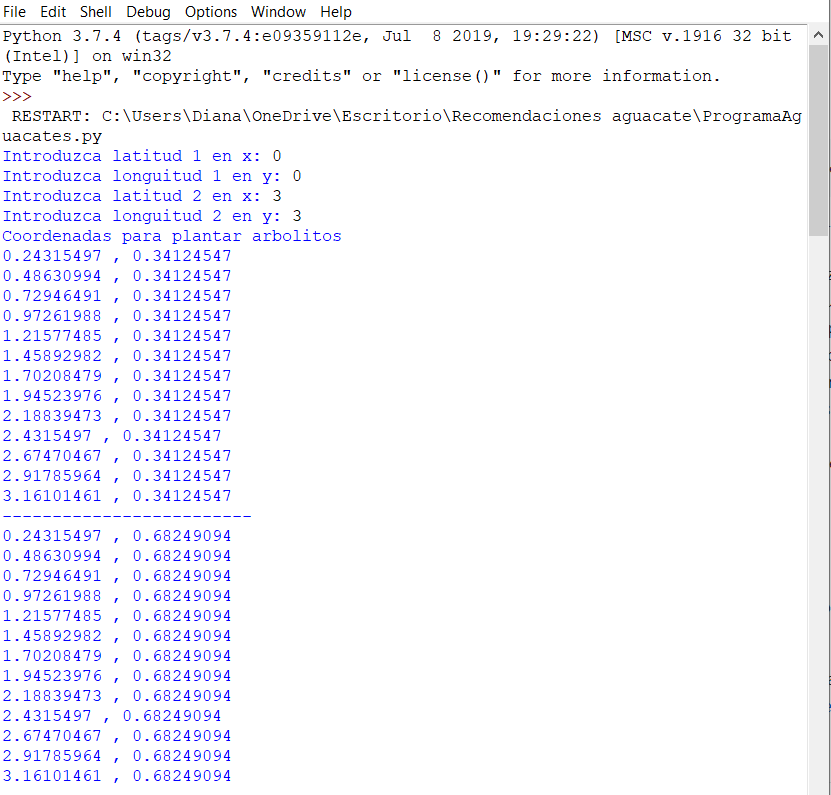 File Edit Shell Debug Options Window Help
Python 3.7.4 (tags/v3.7.4:e09359112e, Jul  8 2019, 19:29:22) [MSC v.1916 32 bit
(Intel)] on win32
Type "help", "copyright", "credits" or "license()" for more information.
>>>
 RESTART: C:\Users\Diana\OneDrive\Escritorio\Recomendaciones aguacate\ProgramaAg
uacates.py
Introduzca latitud 1 en x: 0
Introduzca longuitud 1 en y: 0
Introduzca latitud 2 en x: 3
Introduzca longuitud 2 en y: 3
Coordenadas para plantar arbolitos
0.24315497 , 0.34124547
0.48630994 , 0.34124547
0.72946491 , 0.34124547
0.97261988 , 0.34124547
1.21577485 , 0.34124547
1.45892982 , 0.34124547
1.70208479 , 0.34124547
1.94523976 , 0.34124547
2.18839473 , 0.34124547
2.4315497 , 0.34124547
2.67470467 , 0.34124547
2.91785964 , 0.34124547
3.16101461 , 0.34124547
-------------------------
0.24315497 , 0.68249094
0.48630994 , 0.68249094
0.72946491 , 0.68249094
0.97261988 , 0.68249094
1.21577485 , 0.68249094
1.45892982 , 0.68249094
1.70208479 , 0.68249094
1.94523976 , 0.68249094
2.18839473 , 0.68249094
2.4315497 , 0.68249094
2.67470467 , 0.68249094
2.91785964 , 0.68249094
3.16101461 , 0.68249094